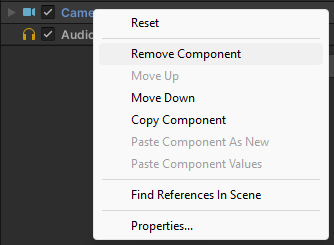 Came
Audio
Reset
Remove Component
Move Up
Move Down
Copy Component
Paste Component As New
Paste Component Values
Find References In Scene
Properties...